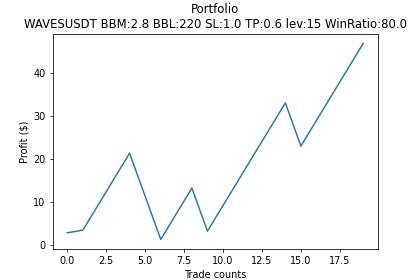 Portfolio
WAVESUSDT BBM:2.8 BBL:220 SL:1.0 TP:0.6 lev:15 WinRatio:80.0
Profit ($)
40
30
20
10
0
0.0 2.5 5.0 7.5 10.0 12.5 15.0 17.5
Trade counts